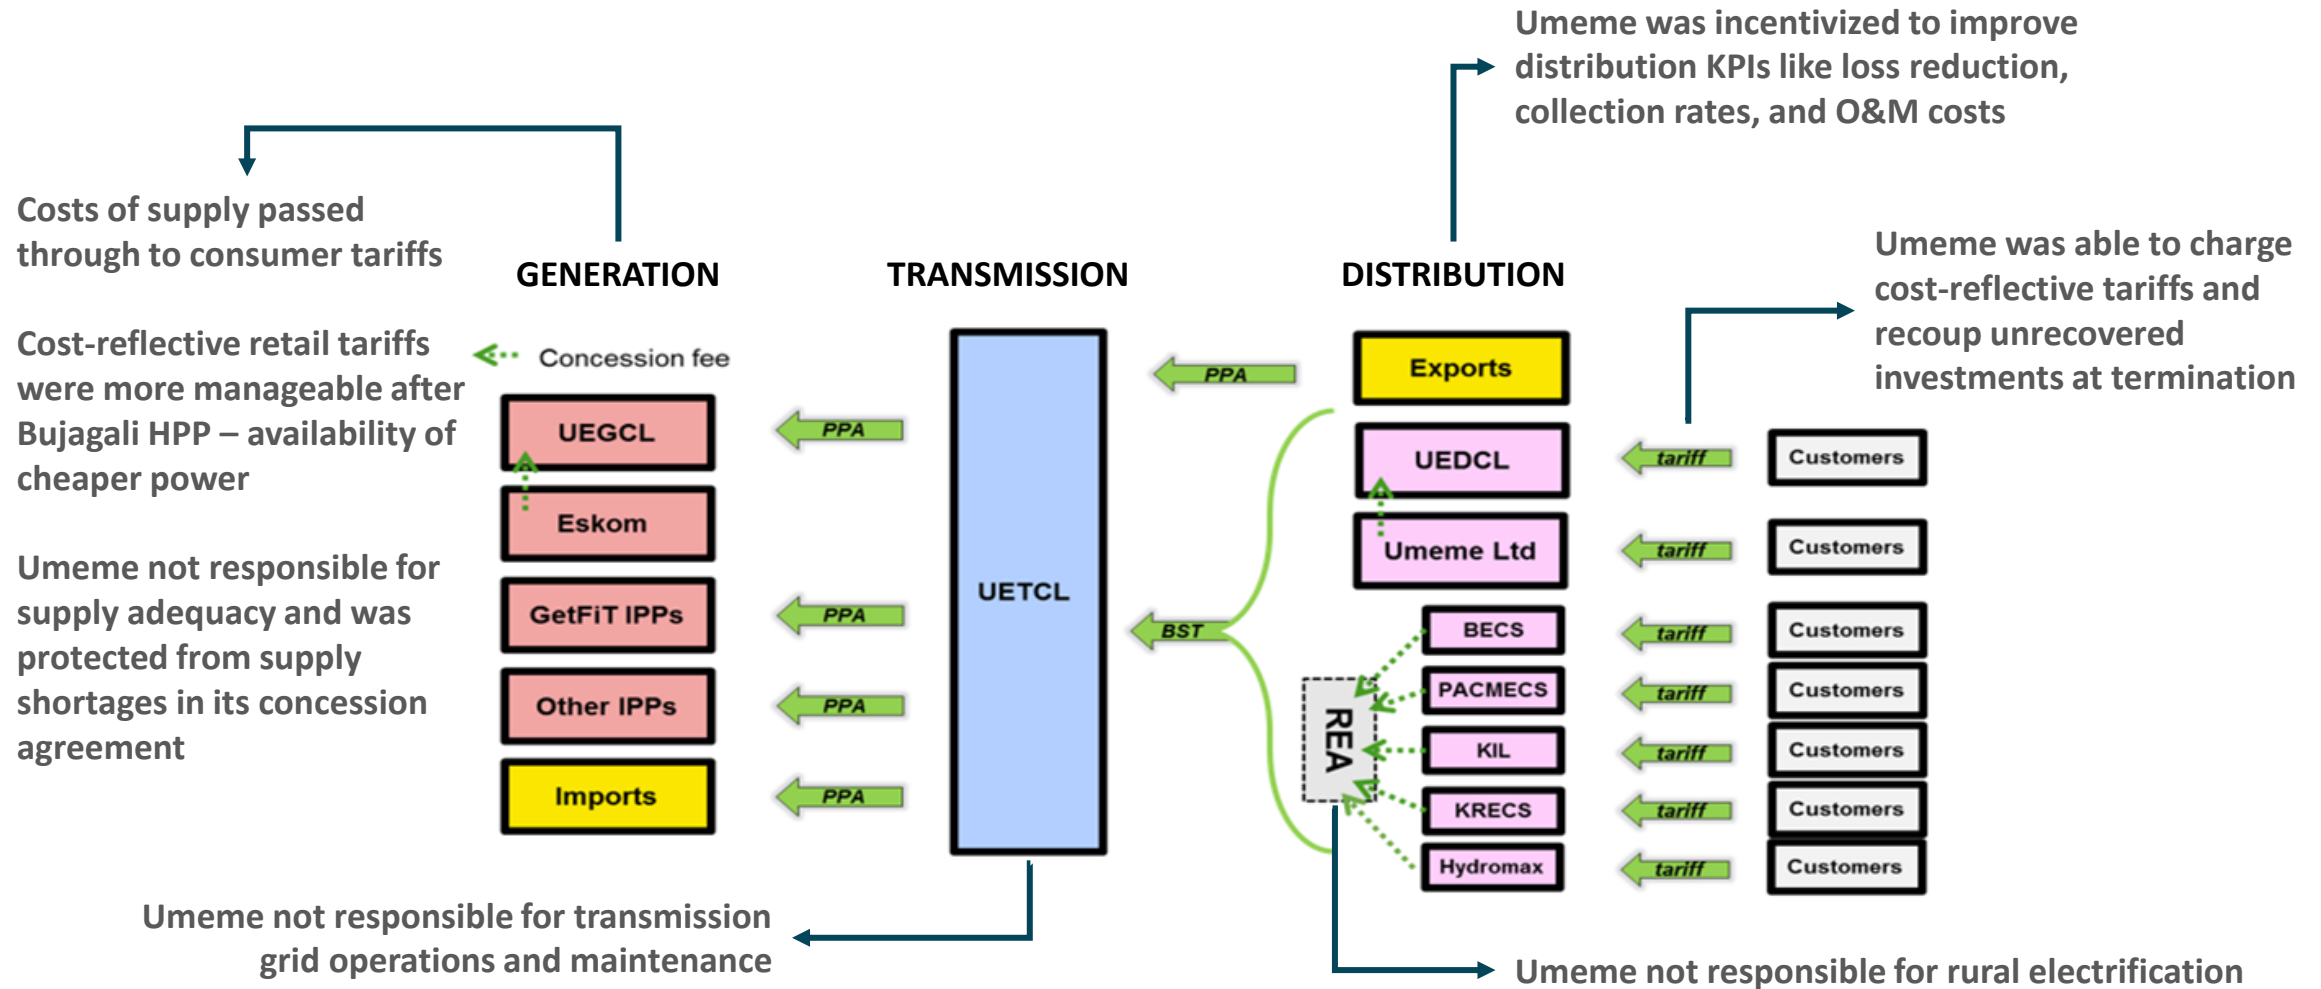 Umeme was incentivized to improve
distribution KPIs like loss reduction,
collection rates, and O&M costs
Costs of supply passed
through to consumer tariffs
Cost-reflective retail tariffs
were more manageable after
Bujagali HPP – availability of
cheaper power
Umeme not responsible for
supply adequacy and was
protected from supply
shortages in its concession
agreement
Umeme was able to charge
cost-reflective tariffs and
recoup unrecovered
investments at termination
GENERATION
TRANSMISSION
DISTRIBUTION
Concession fee
UEGCL
Eskom
GetFiT IPPs
Other IPPs
Imports
PPA
PPA
PPA
PPA
UETCL
PPA
BST
Exports
UEDCL
Umeme Ltd
BECS
PACMECS
KIL
KRECS
Hydromax
REA
tariff
tariff
tariff
tariff
tariff
tariff
tariff
Customers
Customers
Customers
Customers
Customers
Customers
Customers
Umeme not responsible for transmission
grid operations and maintenance
Umeme not responsible for rural electrification